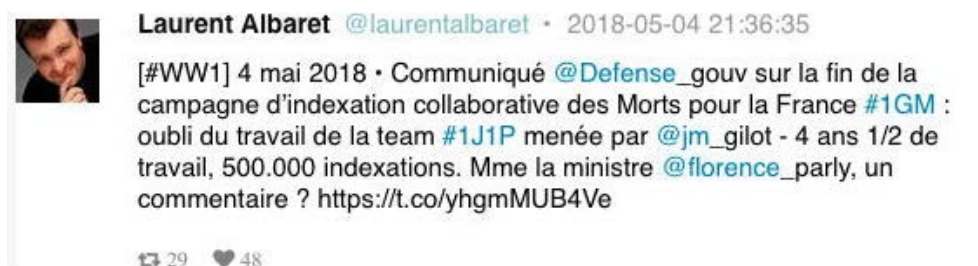 Laurent Albaret @laurentalbaret • 2018-05-04 21:36:35
[#WW1] 4 mai 2018 • Communiqué @Defense_gouv sur la fin de la
campagne d'indexation collaborative des Morts pour la France #1GM :
oubli du travail de la team #1J1P menée par @jm_gilot - 4 ans 1/2 de
travail, 500.000 indexations. Mme la ministre @florence_parly, un
commentaire ? https://t.co/yhgmMUB4Ve
29 48